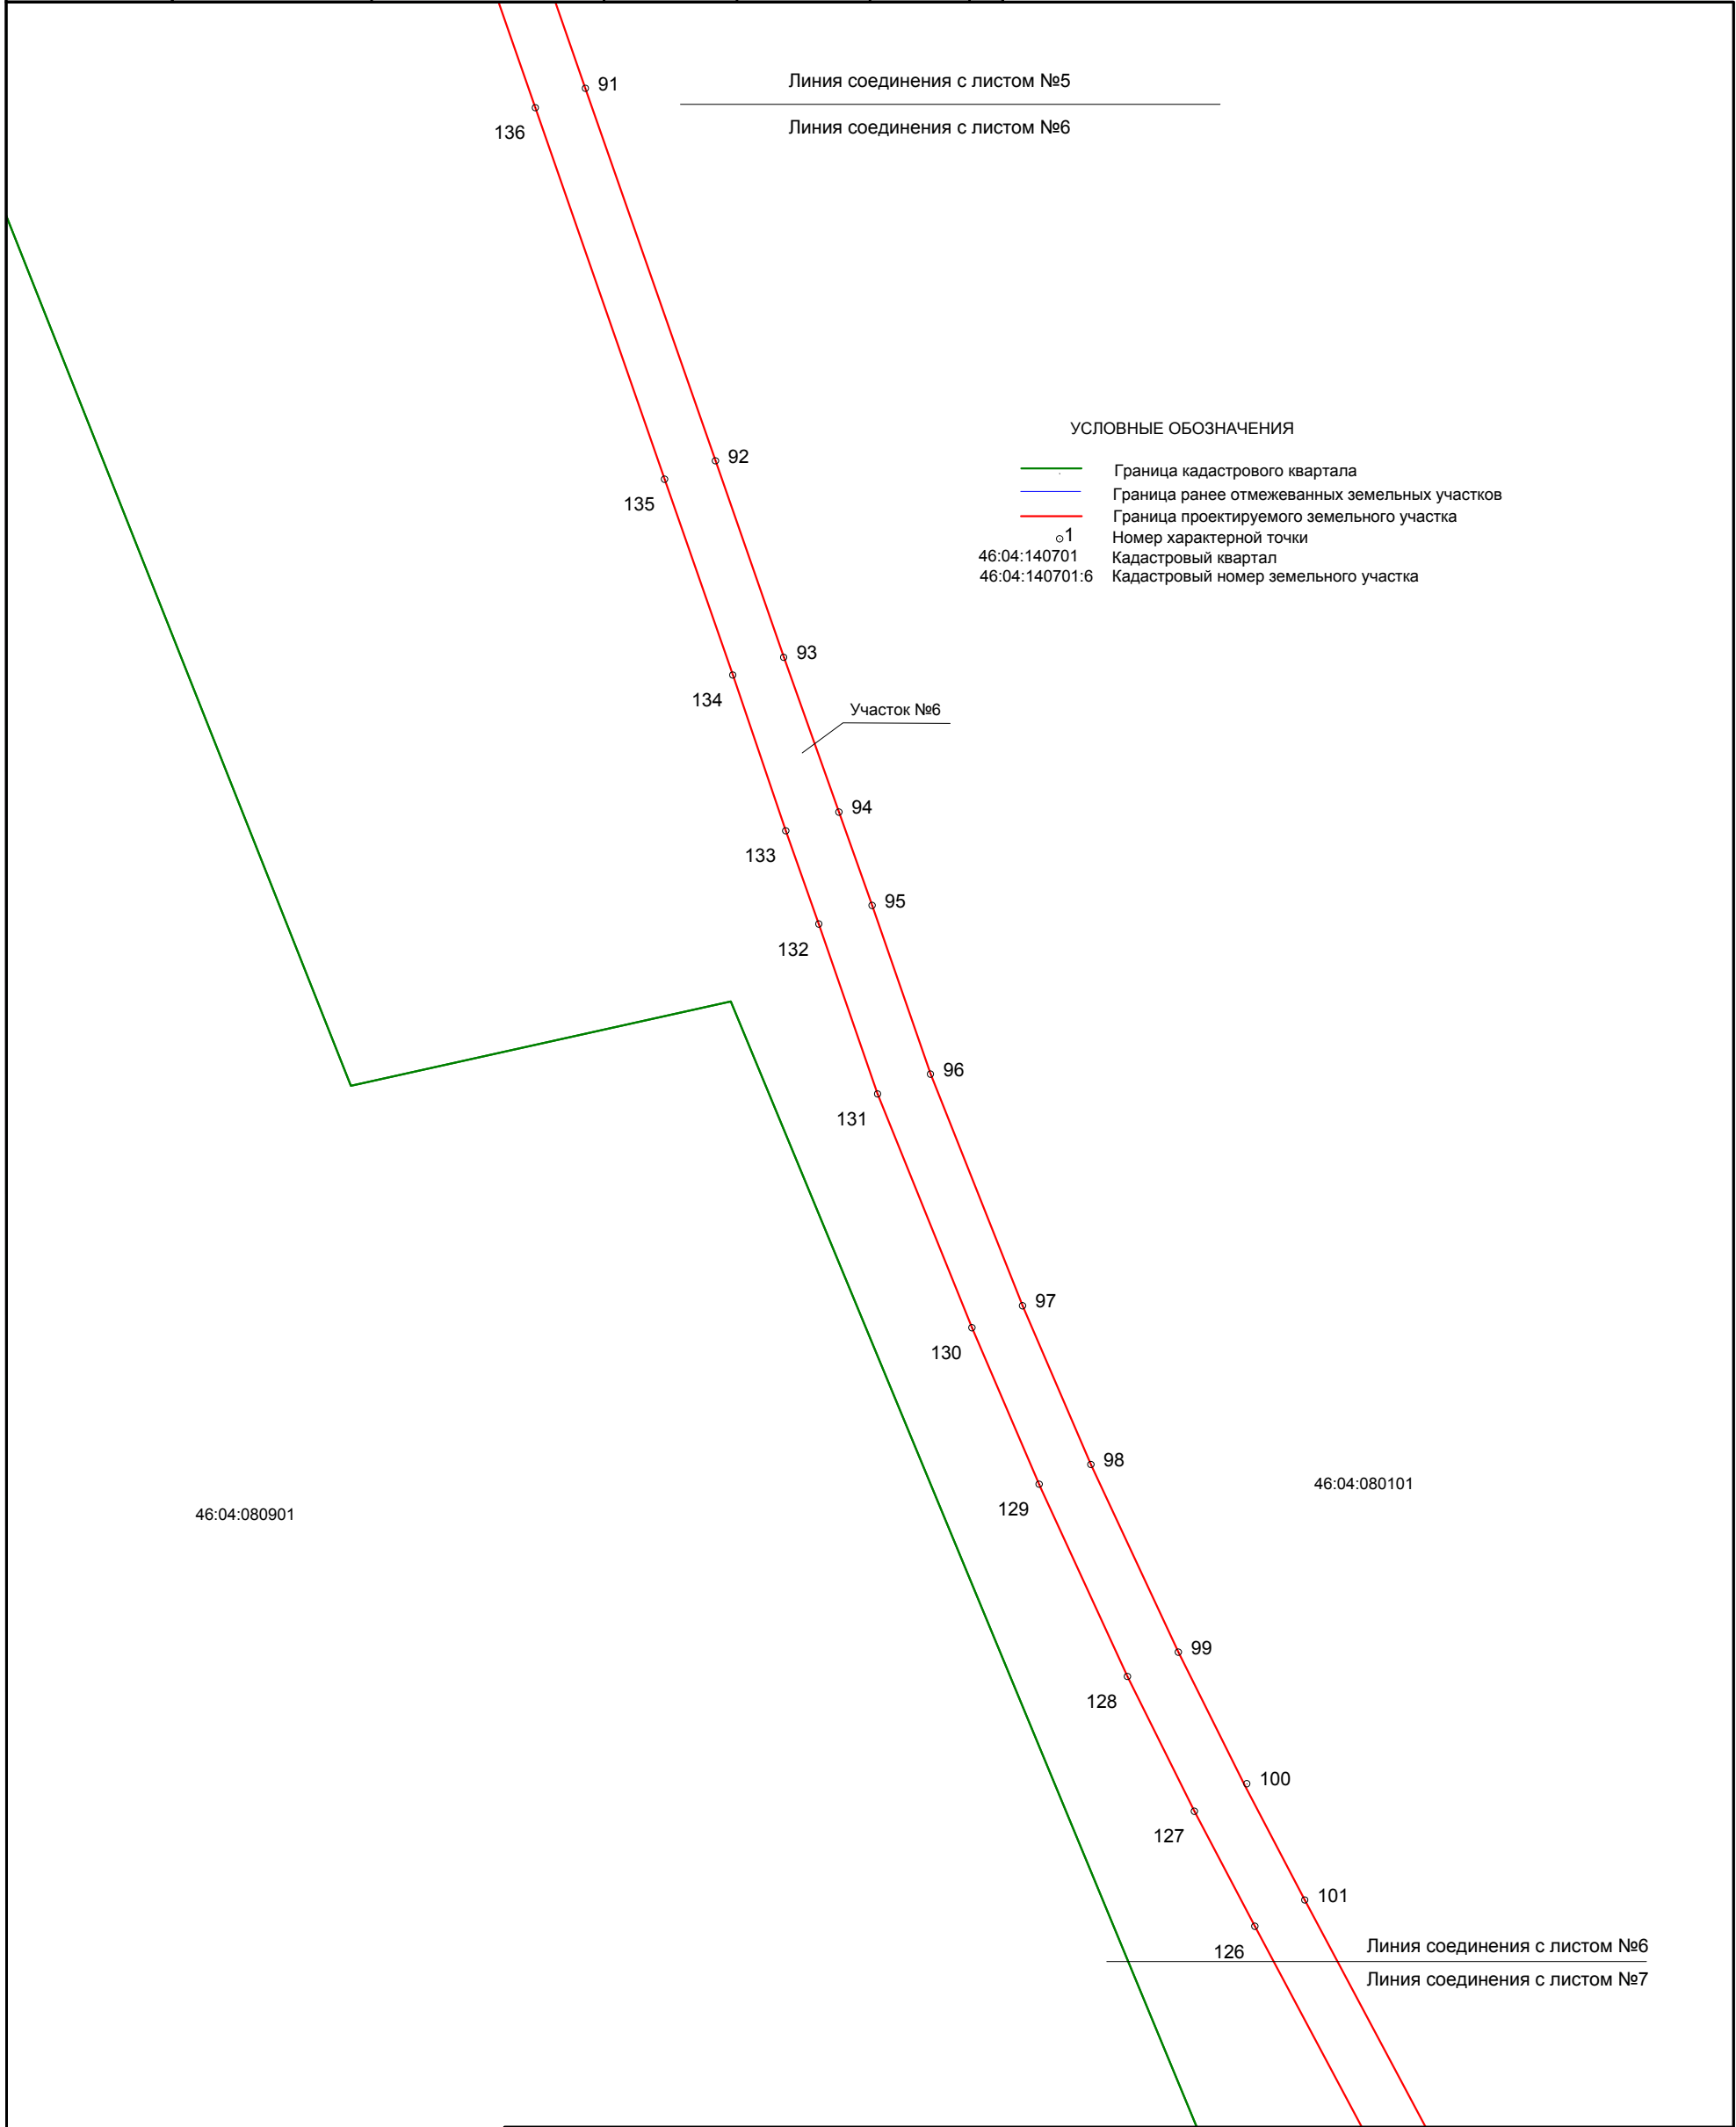 91
Линия соединения с листом №5
136
Линия соединения с листом №6
УСЛОВНЫЕ ОБОЗНАЧЕНИЯ
92
Граница кадастрового квартала
135
Граница ранее отмежеванных земельных участков
Граница проектируемого земельного участка
1 Номер характерной точки
46:04:140701 Кадастровый квартал
46:04:140701:6 Кадастровый номер земельного участка
93
134
Участок №6
94
133
95
132
96
131
97
130
98
46:04:080101
129
46:04:080901
99
128
100
127
101
126
Линия соединения с листом №6
Линия соединения с листом №7